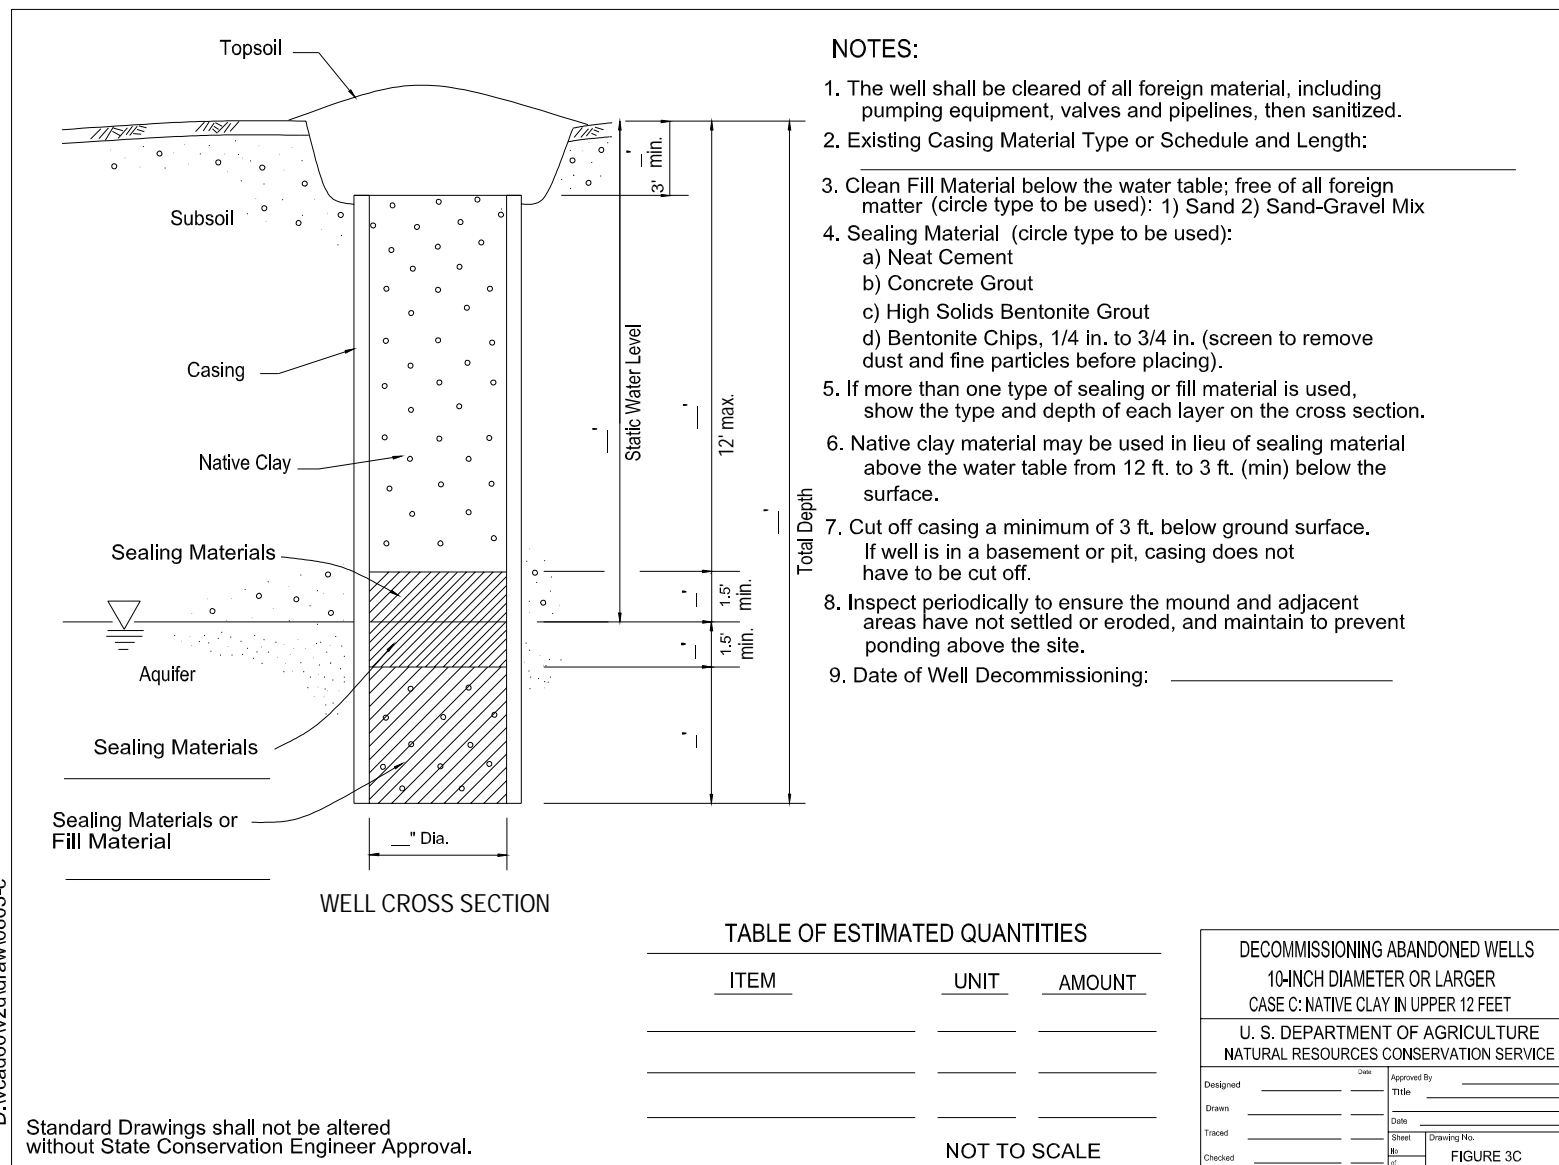 Topsoil
Subsoil
Casing
Native Clay
Sealing Materials
Aquifer
Sealing Materials
Sealing Materials or
Fill Material
__" Dia.
WELL CROSS SECTION
__'
3' min.
__'
Static Water Level
__'
12' max.
__'
1.5'
min.
__'
1.5'
min.
__'
__'
Total Depth
NOTES:
1. The well shall be cleared of all foreign material, including
pumping equipment, valves and pipelines, then sanitized.
2. Existing Casing Material Type or Schedule and Length:
3. Clean Fill Material below the water table; free of all foreign
matter (circle type to be used): 1) Sand 2) Sand-Gravel Mix
4. Sealing Material (circle type to be used):
a) Neat Cement
b) Concrete Grout
c) High Solids Bentonite Grout
d) Bentonite Chips, 1/4 in. to 3/4 in. (screen to remove
dust and fine particles before placing).
5. If more than one type of sealing or fill material is used,
show the type and depth of each layer on the cross section.
6. Native clay material may be used in lieu of sealing material
above the water table from 12 ft. to 3 ft. (min) below the
surface.
7. Cut off casing a minimum of 3 ft. below ground surface.
If well is in a basement or pit, casing does not
have to be cut off.
8. Inspect periodically to ensure the mound and adjacent
areas have not settled or eroded, and maintain to prevent
ponding above the site.
9. Date of Well Decommissioning:
TABLE OF ESTIMATED QUANTITIES
ITEM UNIT AMOUNT
NOT TO SCALE
Standard Drawings shall not be altered
without State Conservation Engineer Approval.
DECOMMISSIONING ABANDONED WELLS
10-INCH DIAMETER OR LARGER
CASE C: NATIVE CLAY IN UPPER 12 FEET
U. S. DEPARTMENT OF AGRICULTURE
NATURAL RESOURCES CONSERVATION SERVICE
Date
Designed
Drawn
Traced
Checked
Approved By
Title
Date
Sheet
No
of
Drawing No.
FIGURE 3C